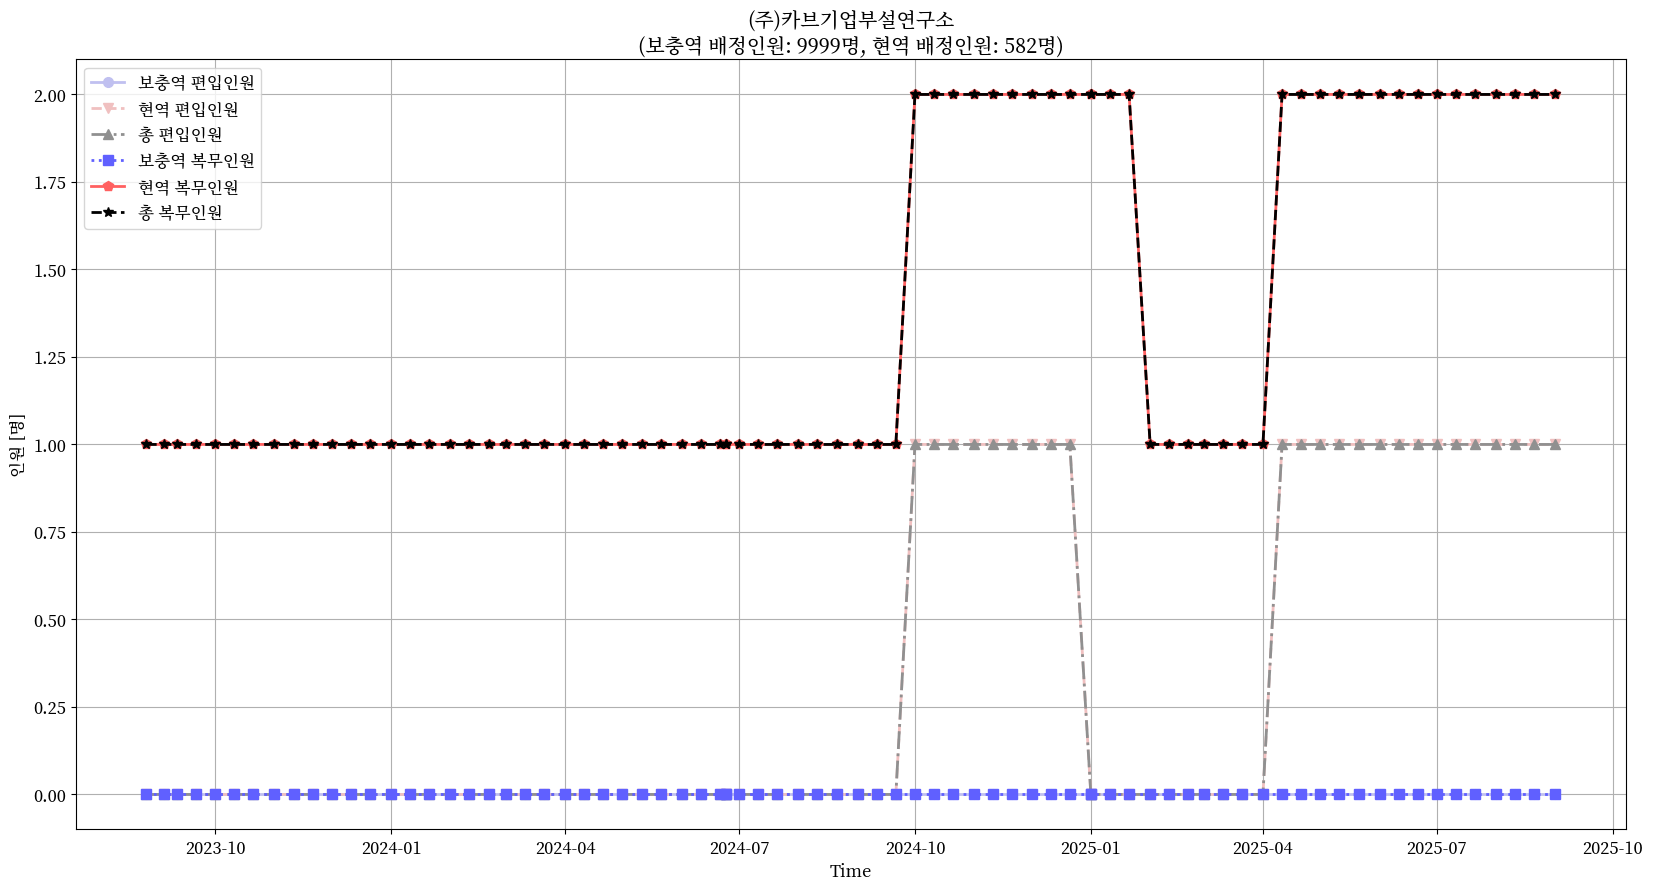 (주)카브기업부설연구소
(보충역 배정인원: 9999명, 현역 배정인원: 582명)
보충역 편입인원
현역 편입인원
총 편입인원
보충역 복무인원
현역 복무인원
총 복무인원
2.00
1.75
1.50
1.25
1.00
0.75
0.50
0.25
0.00
인원 [명]
2023-10
2024-01
2024-04
2024-07
2024-10
2025-01
2025-04
2025-07
2025-10
Time